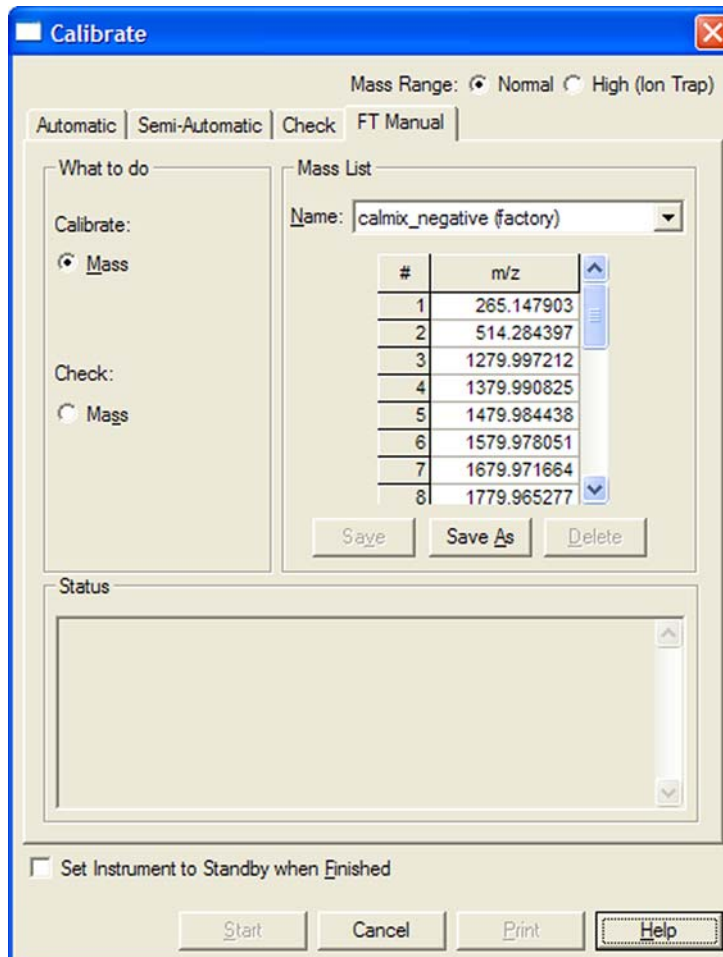 Calibrate
Mass Range: Normal High (Ion Trap)
Automatic Semi-Automatic Check FT Manual
What to do
Calibrate:
Mass
Check:
Mass
Mass List
Name: calmix_negative (factory)
# m/z
1 265.147903
2 514.284397
3 1279.997212
4 1379.990825
5 1479.984438
6 1579.978051
7 1679.971664
8 1779.965277
Save Save As Delete
Status
Set Instrument to Standby when Finished
Start Cancel Print Help